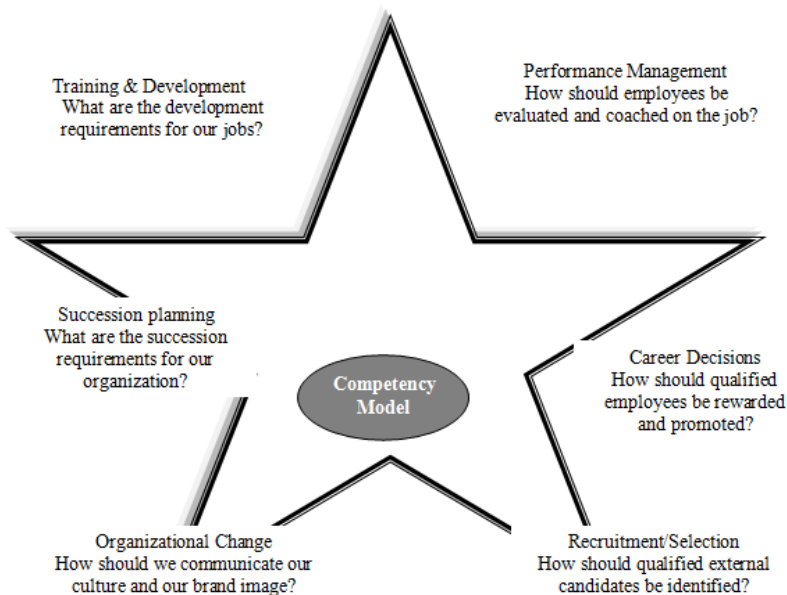 Training & Development
What are the development
requirements for our jobs?
Performance Management
How should employees be
evaluated and coached on the job?
Succession planning
What are the succession
requirements for our
organization?
Competency
Model
Career Decisions
How should qualified
employees be rewarded
and promoted?
Organizational Change
How should we communicate our
culture and our brand image?
Recruitment/Selection
How should qualified external
candidates be identified?